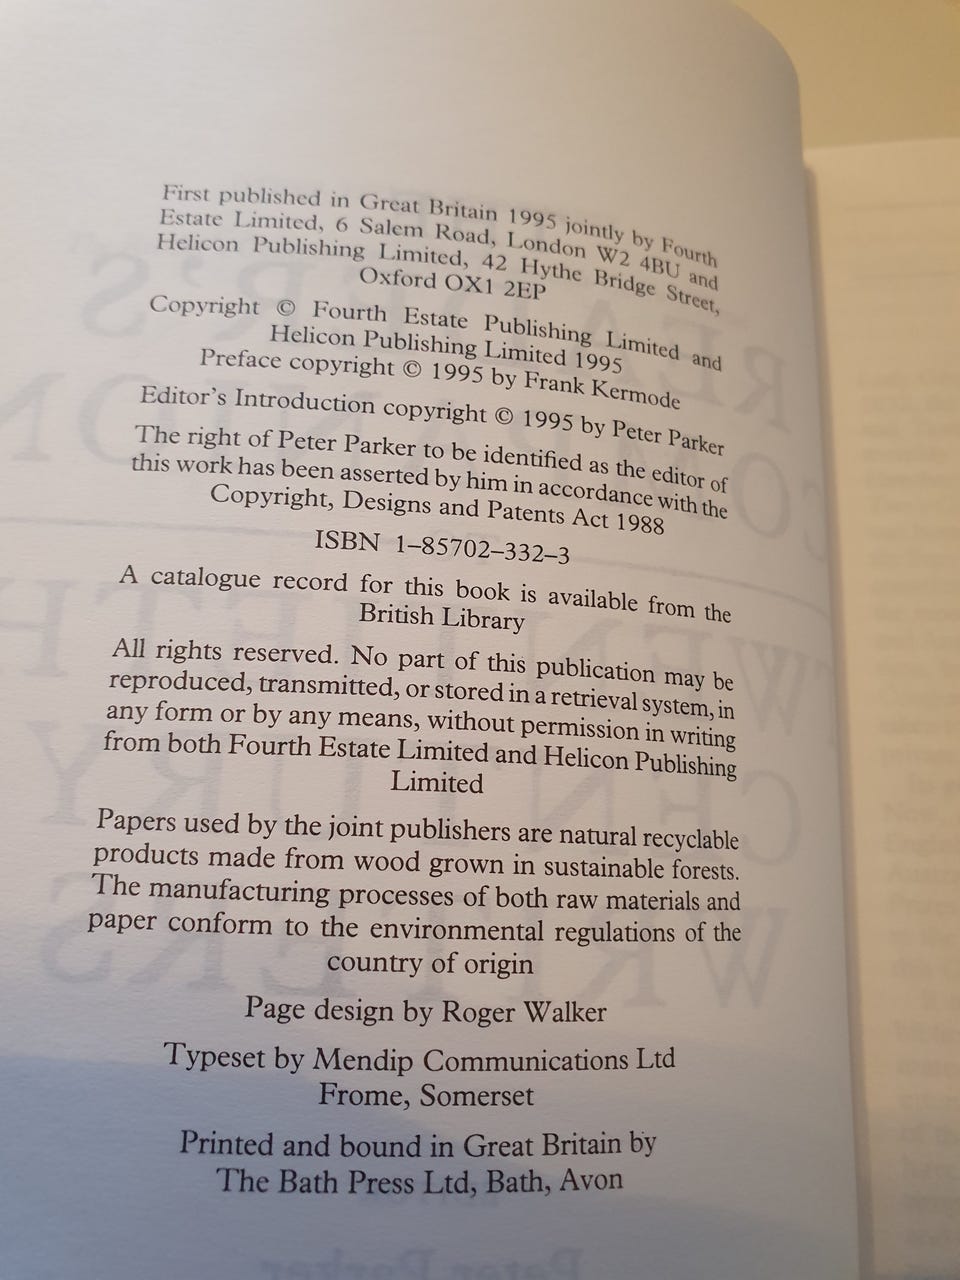 First published in Great Britain 1995 jointly by Fourth
Estate Limited, 6 Salem Road, London W2 4BU and
Helicon Publishing Limited, 42 Hythe Bridge Street,
Oxford OX1 2EP
Copyright © Fourth Estate Publishing Limited and
Helicon Publishing Limited 1995
Preface copyright © 1995 by Frank Kermode
Editor's Introduction copyright © 1995 by Peter Parker
The right of Peter Parker to be identified as the editor of
this work has been asserted by him in accordance with the
Copyright, Designs and Patents Act 1988
ISBN 1–85702–332–3
A catalogue record for this book is available from the
British Library
All rights reserved. No part of this publication may be
reproduced, transmitted, or stored in a retrieval system, in
any form or by any means, without permission in writing
from both Fourth Estate Limited and Helicon Publishing
Limited
Papers used by the joint publishers are natural recyclable
products made from wood grown in sustainable forests.
The manufacturing processes of both raw materials and
paper conform to the environmental regulations of the
country of origin
Page design by Roger Walker
Typeset by Mendip Communications Ltd
Frome, Somerset
Printed and bound in Great Britain by
The Bath Press Ltd, Bath, Avon